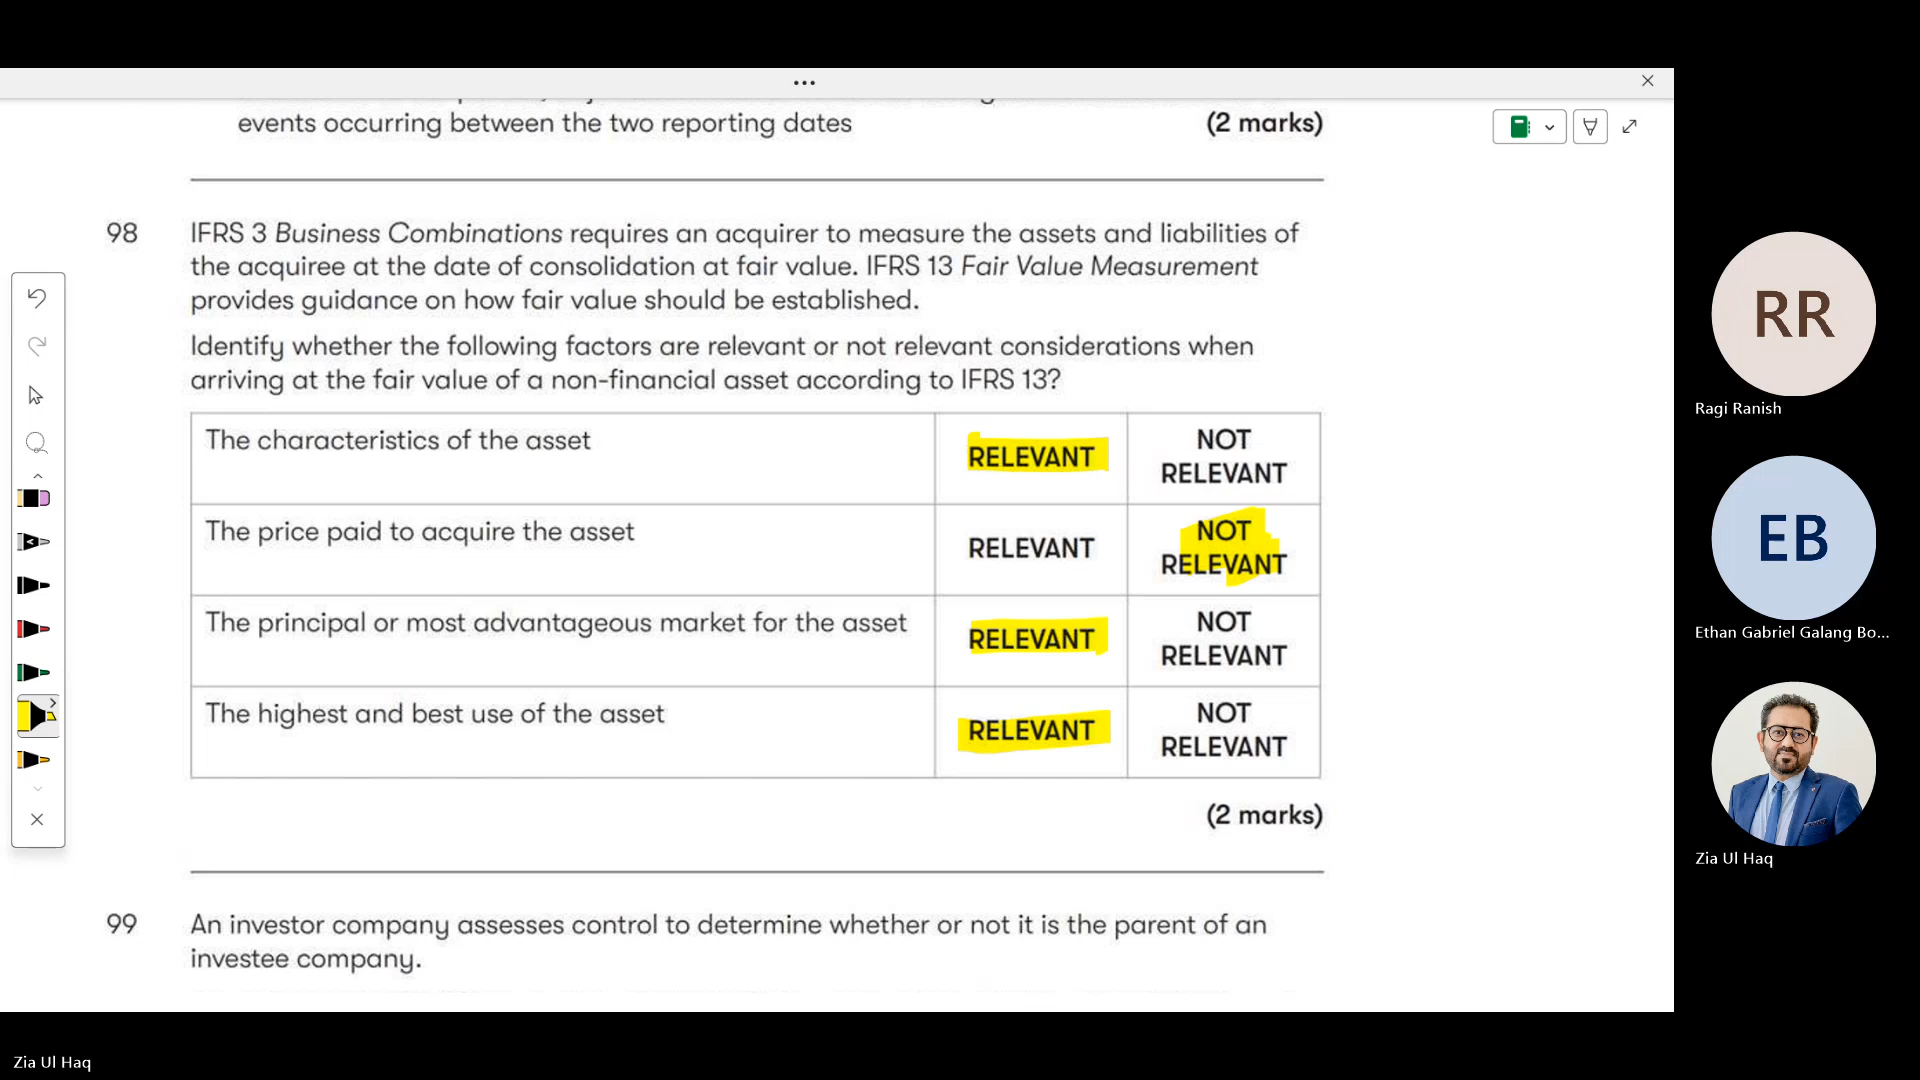 events occurring between the two reporting dates (2 marks)
98 IFRS 3 Business Combinations requires an acquirer to measure the assets and liabilities of
the acquiree at the date of consolidation at fair value. IFRS 13 Fair Value Measurement
provides guidance on how fair value should be established.
Identify whether the following factors are relevant or not relevant considerations when
arriving at the fair value of a non-financial asset according to IFRS 13?
The characteristics of the asset RELEVANT NOT RELEVANT
The price paid to acquire the asset RELEVANT NOT RELEVANT
The principal or most advantageous market for the asset RELEVANT NOT RELEVANT
The highest and best use of the asset RELEVANT NOT RELEVANT
(2 marks)
99 An investor company assesses control to determine whether or not it is the parent of an
investee company.
RR
Ragi Ranish
EB
Ethan Gabriel Galang Bo...
Zia Ul Haq
Zia Ul Haq